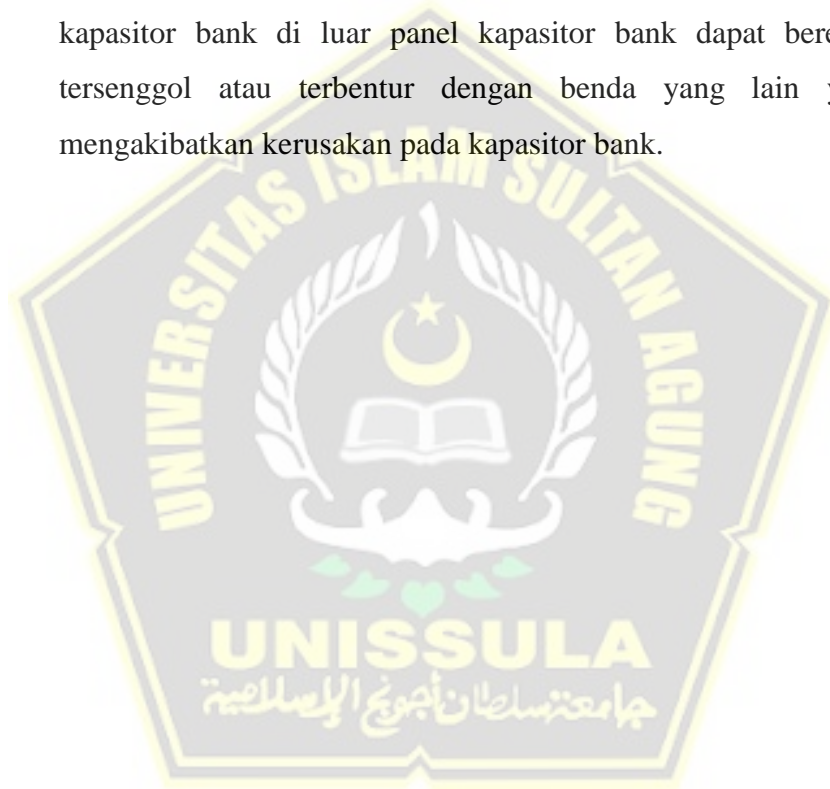 kapasitor bank di luar panel kapasitor bank dapat
tersenggol atau terbentur dengan benda yang lain
mengakibatkan kerusakan pada kapasitor bank.
UNIVERSITAS ISLAM SULTAN AGUNG
UNISSULA
جامعة سلطان أجونج الإسلامية